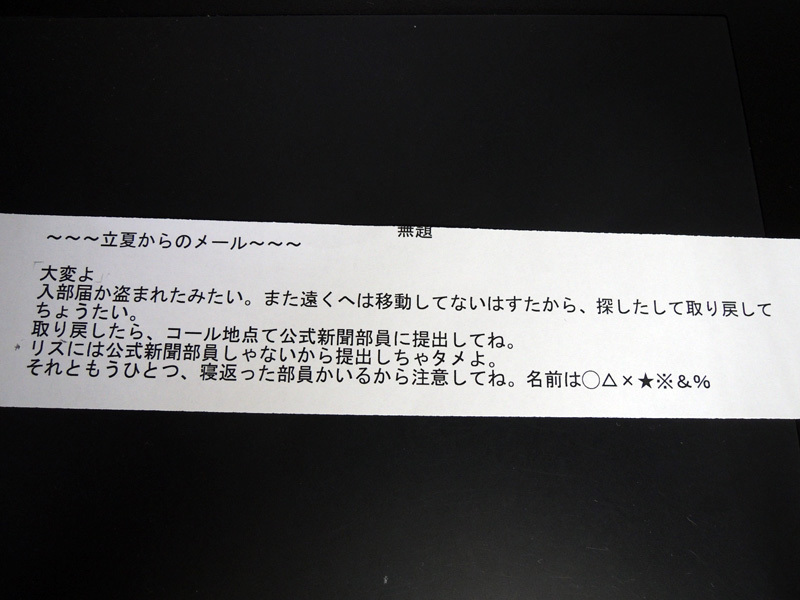 無題
～～～立夏からのメール～～～
「大変よ」
入部届か盗まれたみたい。また遠くへは移動してないはすたから、探したして取り戻して
ちょうたい。
取り戻したら、コール地点て公式新聞部員に提出してね。
リズには公式新聞部員しゃないから提出しちゃタメよ。
それともうひとつ、寝返った部員かいるから注意してね。名前は○△×★※&%